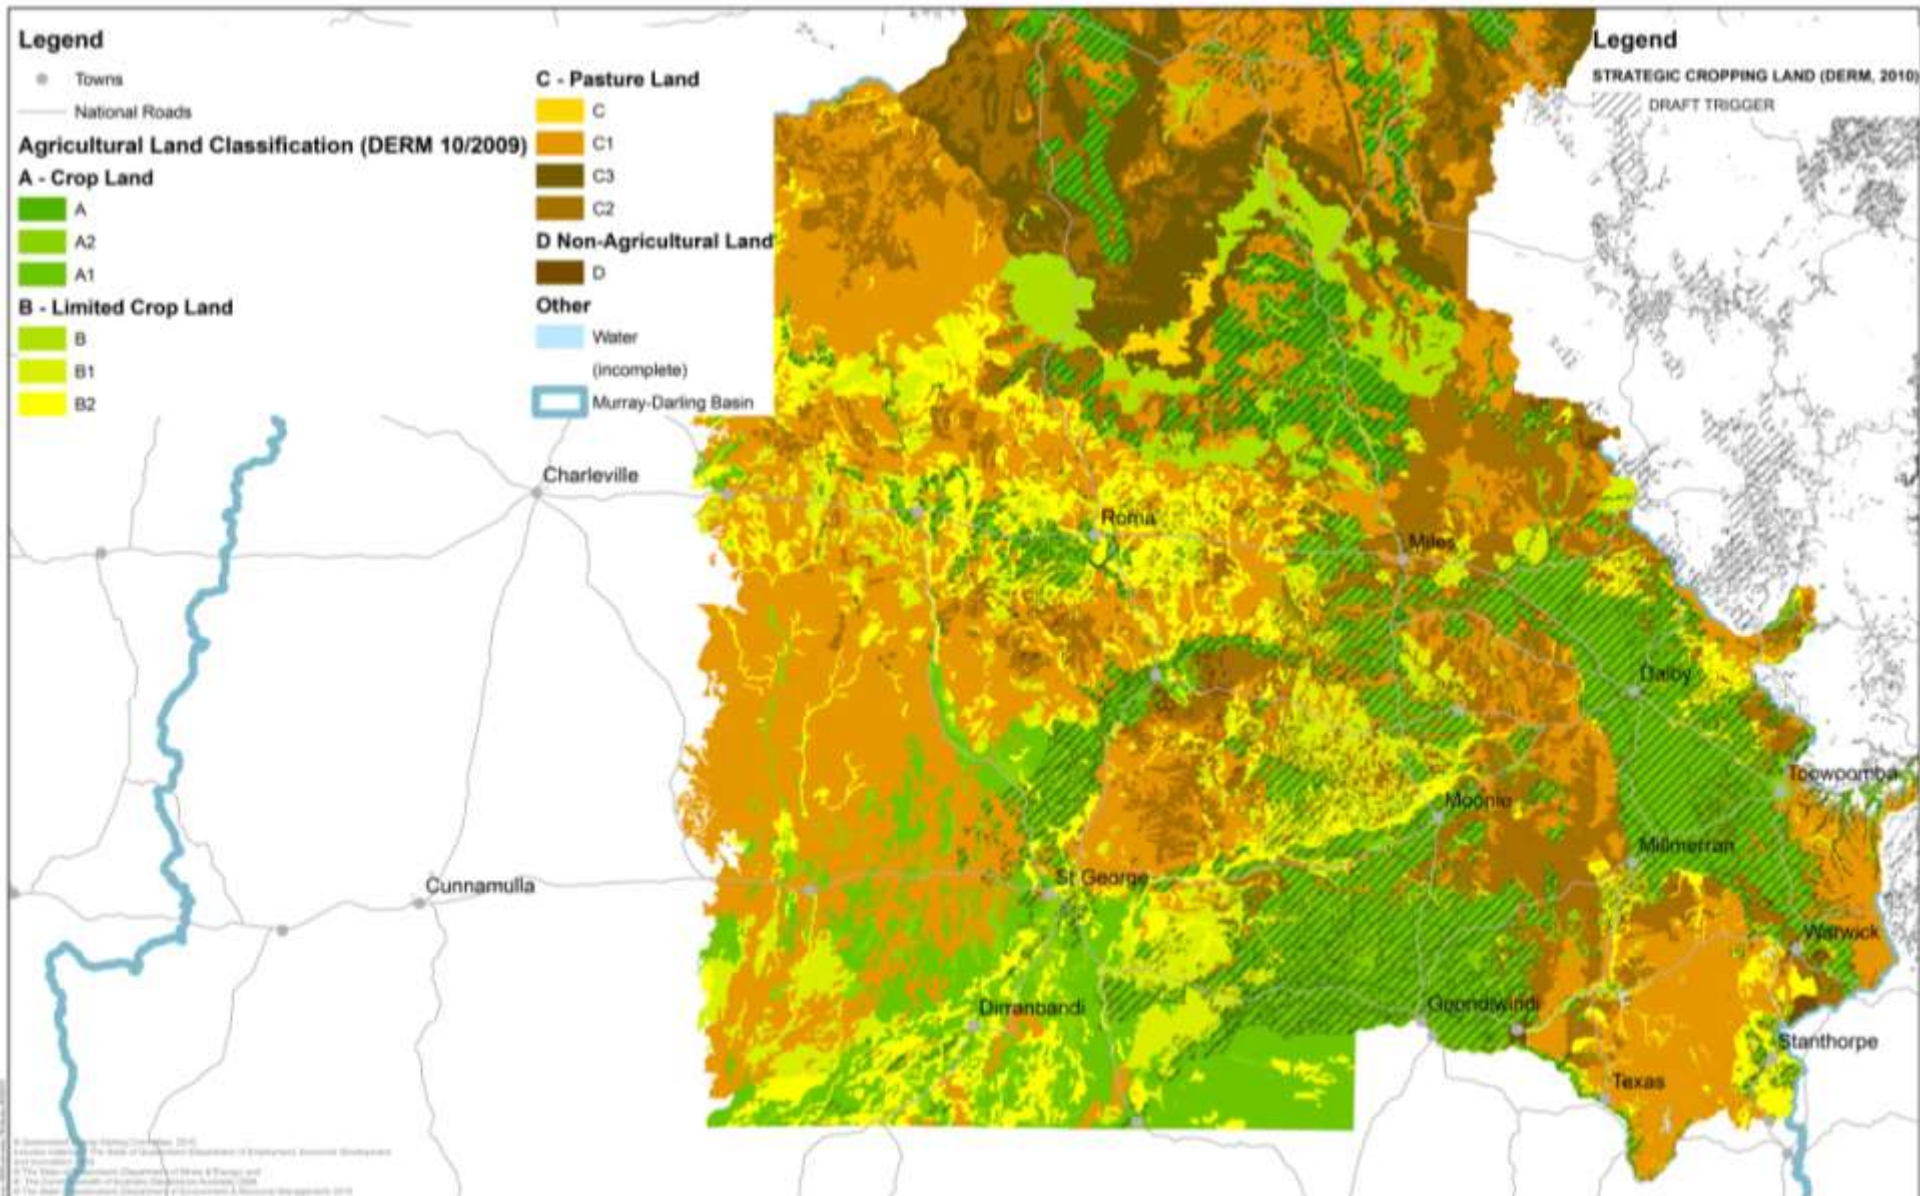 Legend
Towns
National Roads
Agricultural Land Classification (DERM 10/2009)
A - Crop Land
A
A2
A1
B - Limited Crop Land
B
B1
B2
C - Pasture Land
C
C1
C3
C2
D Non-Agricultural Land
D
Other
Water
(incomplete)
Murray-Darling Basin
Legend
STRATEGIC CROPPING LAND (DERM, 2010)
DRAFT TRIGGER
Charleville
Roma
Miles
Dalby
Toowoomba
Moonie
Millmerran
St George
Cunnamulla
Warwick
Dirranbandi
Goondiwindi
Stanthorpe
Texas